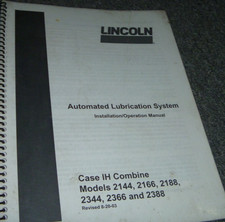 LINCOLN
Automated Lubrication System
Installation/Operation Manual
Case IH Combine
Models 2144, 2166, 2188,
2344, 2366 and 2388